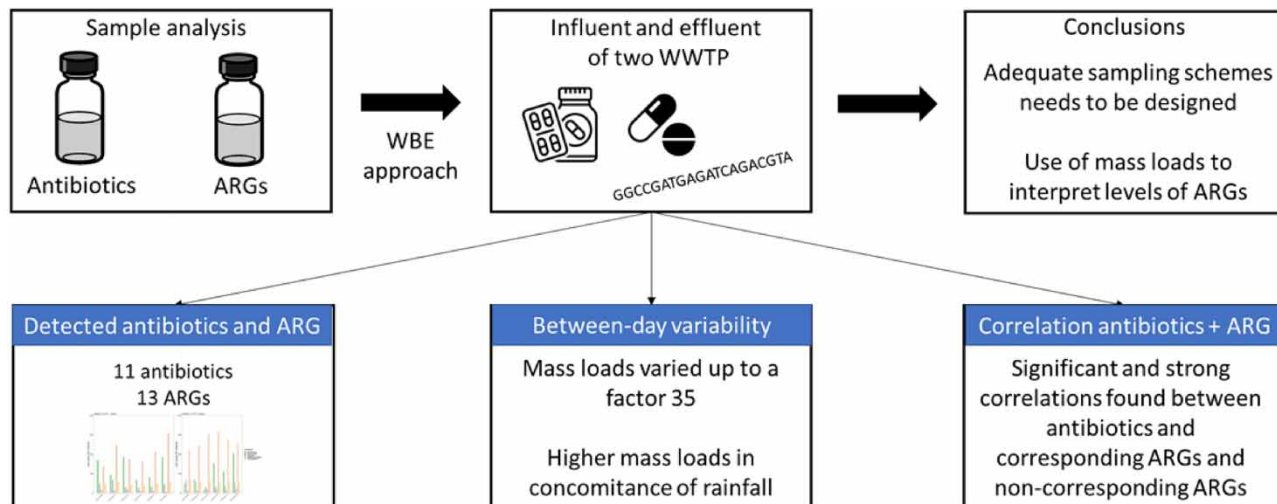 Sample analysis
Antibiotics
ARGs
WBE
approach
Influent and effluent
of two WWTP
GGCCGATGAGATCAGACGTA
Conclusions
Adequate sampling schemes
needs to be designed
Use of mass loads to
interpret levels of ARGs
Detected antibiotics and ARG
11 antibiotics
13 ARGs
Between-day variability
Mass loads varied up to a
factor 35
Higher mass loads in
concomitance of rainfall
Correlation antibiotics + ARG
Significant and strong
correlations found between
antibiotics and
corresponding ARGs and
non-corresponding ARGs